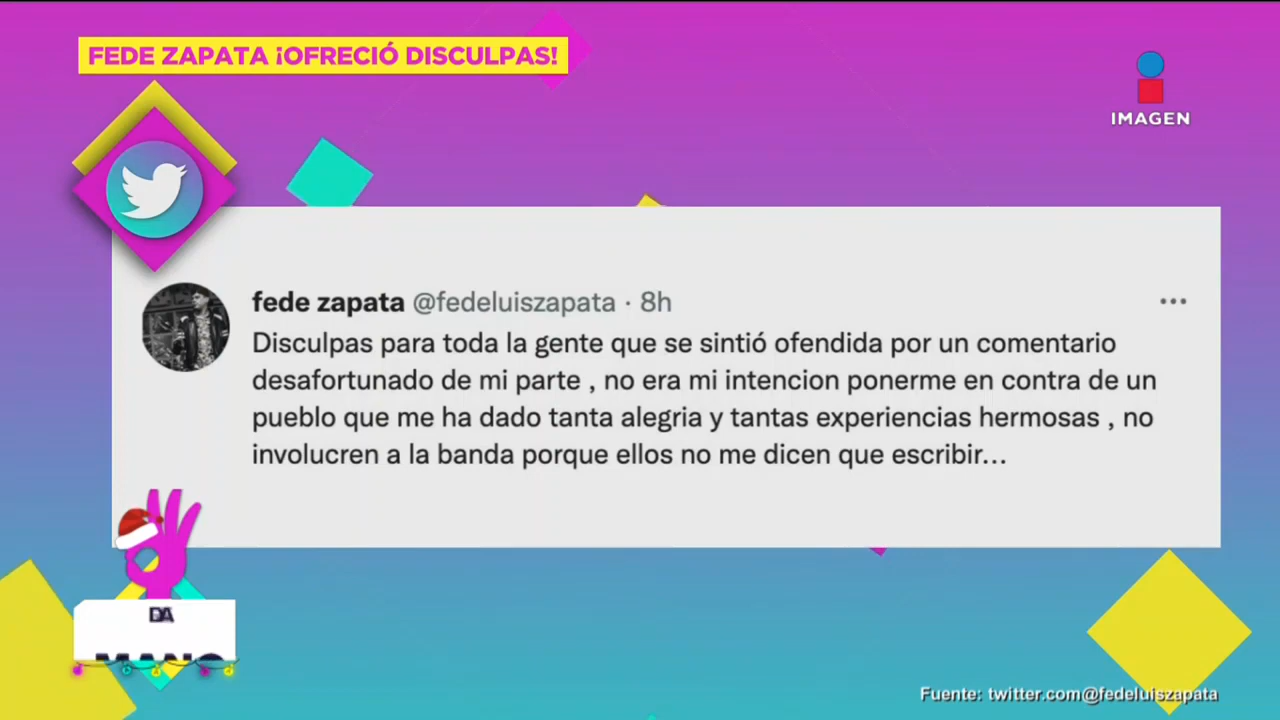 FEDE ZAPATA ¡OFRECIÓ DISCULPAS!
IMAGEN
fede zapata @fedeluiszapata · 8h
Disculpas para toda la gente que se sintió ofendida por un comentario
desafortunado de mi parte , no era mi intencion ponerme en contra de un
pueblo que me ha dado tanta alegria y tantas experiencias hermosas , no
involucren a la banda porque ellos no me dicen que escribir...
Fuente: twitter.com@fedeluiszapata